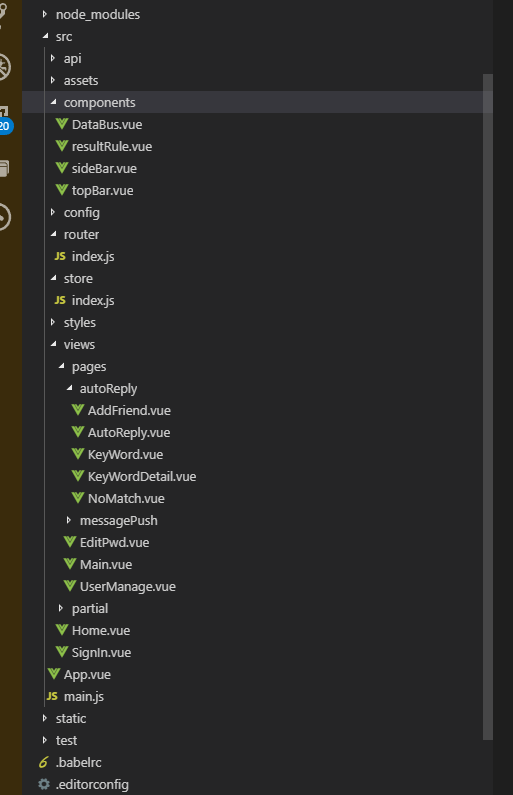 node_modules
src
api
assets
components
DataBus.vue
resultRule.vue
sideBar.vue
topBar.vue
config
router
JS index.js
store
JS index.js
styles
views
pages
autoReply
AddFriend.vue
AutoReply.vue
KeyWord.vue
KeyWordDetail.vue
NoMatch.vue
messagePush
EditPwd.vue
Main.vue
UserManage.vue
partial
Home.vue
SignIn.vue
App.vue
JS main.js
static
test
.babelrc
.editorconfig
20